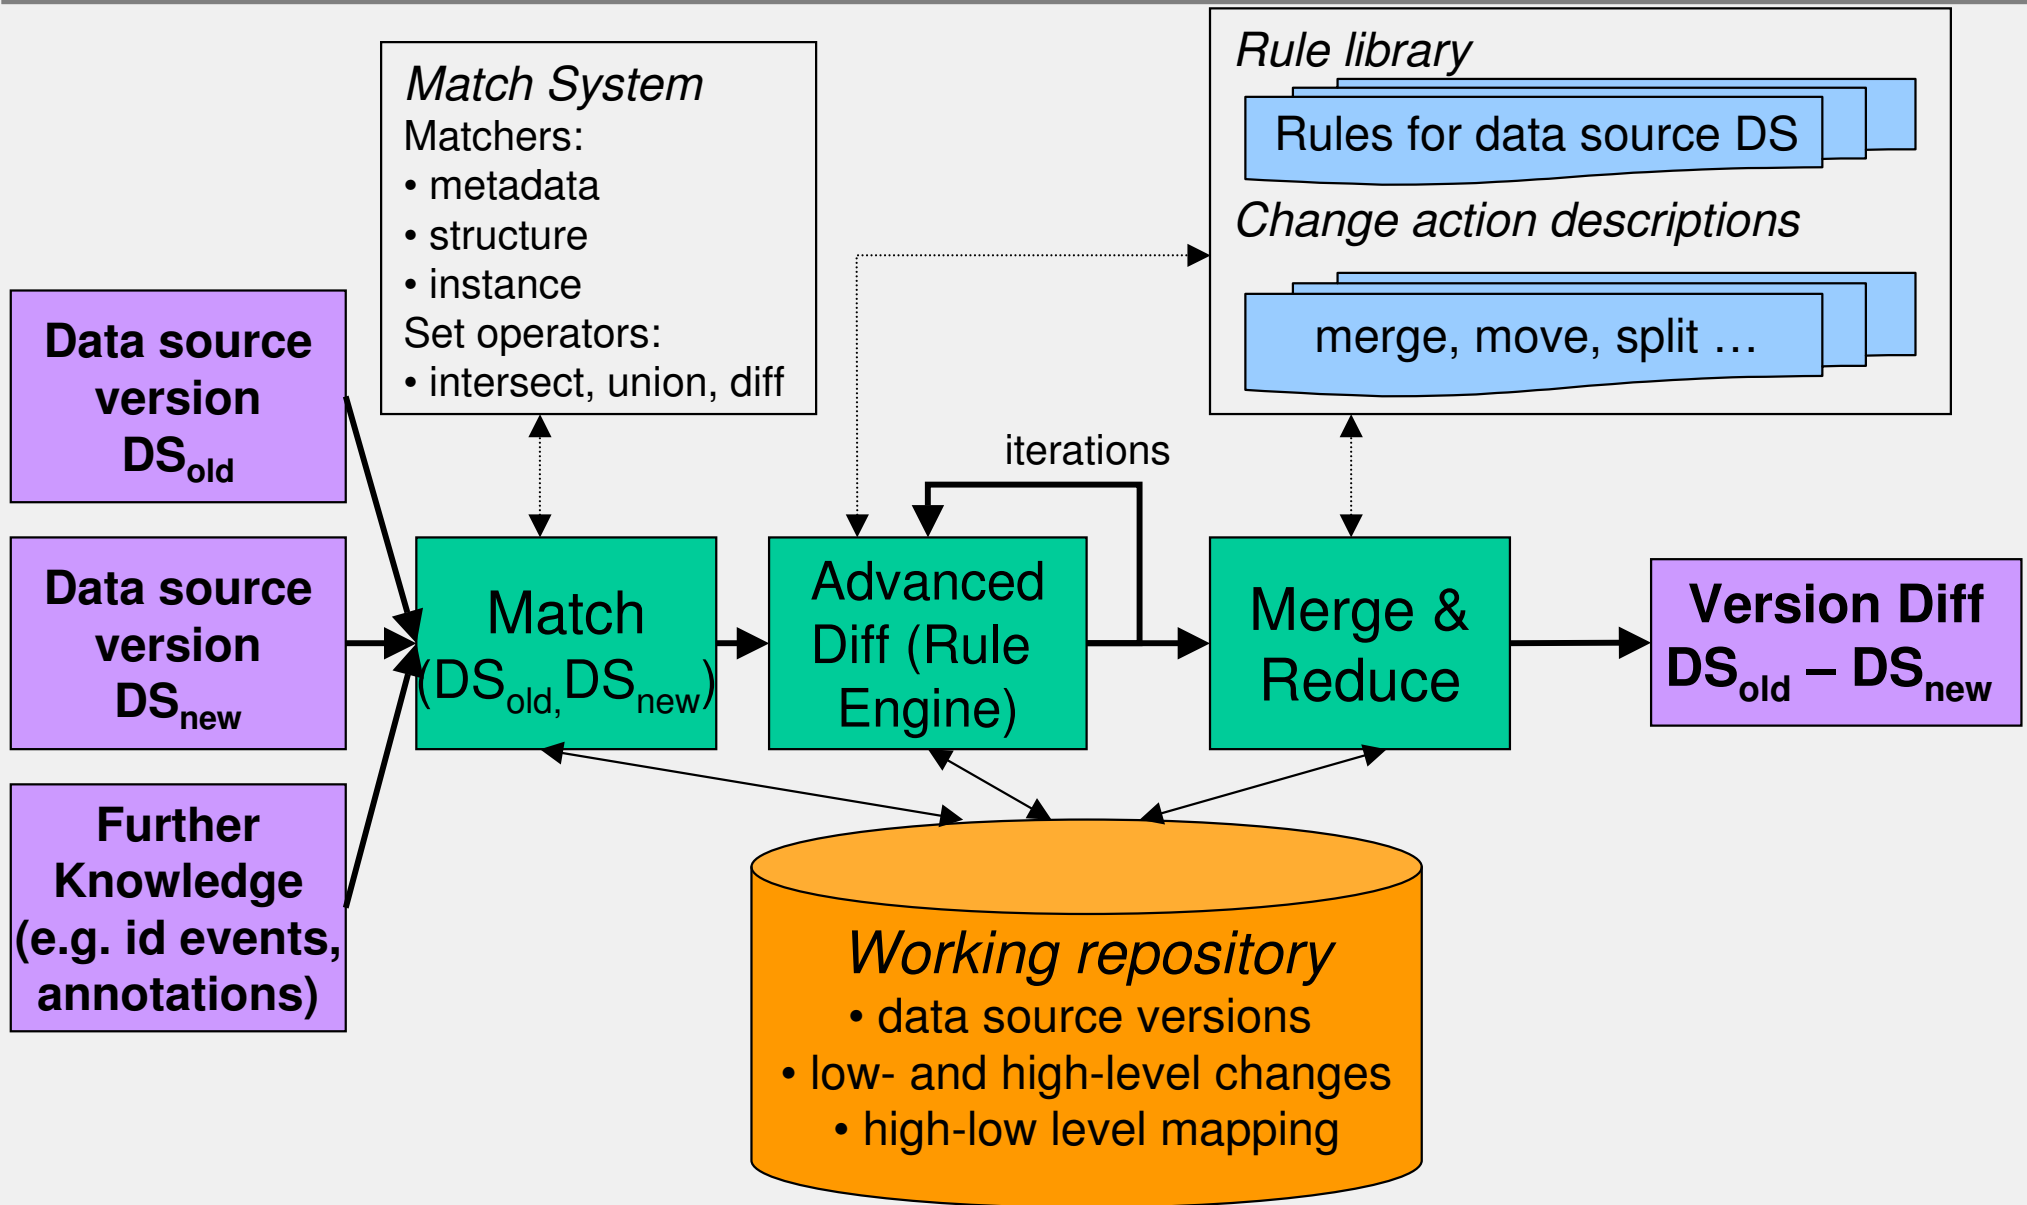 Rule library
Rules for data source DS
Change action descriptions
merge, move, split …
Match System
Matchers:
• metadata
• structure
• instance
Set operators:
• intersect, union, diff
iterations
Data source
version
DSold
Data source
version
DSnew
Further
Knowledge
(e.g. id events,
annotations)
Match
(DSold,DSnew)
Advanced
Diff (Rule
Engine)
Merge &
Reduce
Version Diff
DSold – DSnew
Working repository
• data source versions
• low- and high-level changes
• high-low level mapping